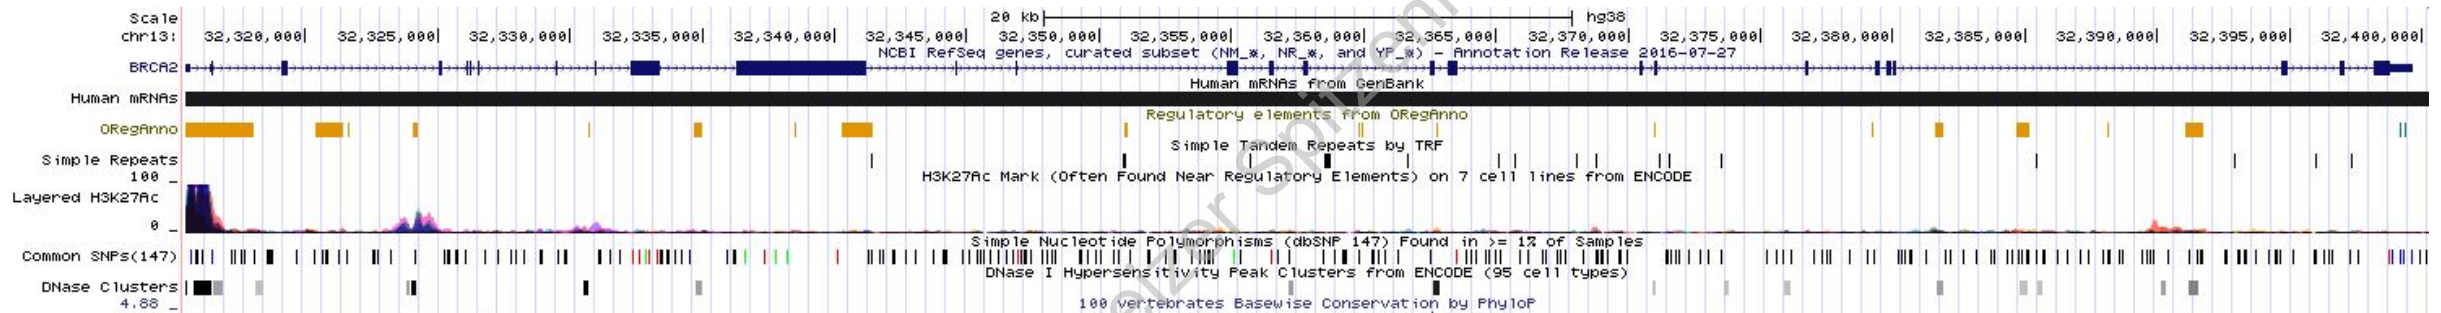 Scale 20 kb hg38
chr13: 32,320,000| 32,325,000| 32,330,000| 32,335,000| 32,340,000| 32,345,000| 32,350,000| 32,355,000| 32,360,000| 32,365,000| 32,370,000| 32,375,000| 32,380,000| 32,385,000| 32,390,000| 32,395,000| 32,400,000|
NCBI RefSeq genes, curated subset (NM_*, NR_*, and YP_*) - Annotation Release 2016-07-27
BRCA2
Human mRNAs from GenBank
Human mRNAs
Regulatory elements from ORegAnno
ORegAnno
Simple Tandem Repeats by TRF
Simple Repeats
100 _
H3K27Ac Mark (Often Found Near Regulatory Elements) on 7 cell lines from ENCODE
Layered H3K27Ac
0 _
Simple Nucleotide Polymorphisms (dbSNP 147) Found in >= 1% of Samples
Common SNPs(147)
DNase I Hypersensitivity Peak Clusters from ENCODE (95 cell types)
DNase Clusters
4.88 _
100 vertebrates Basewise Conservation by PhyloP